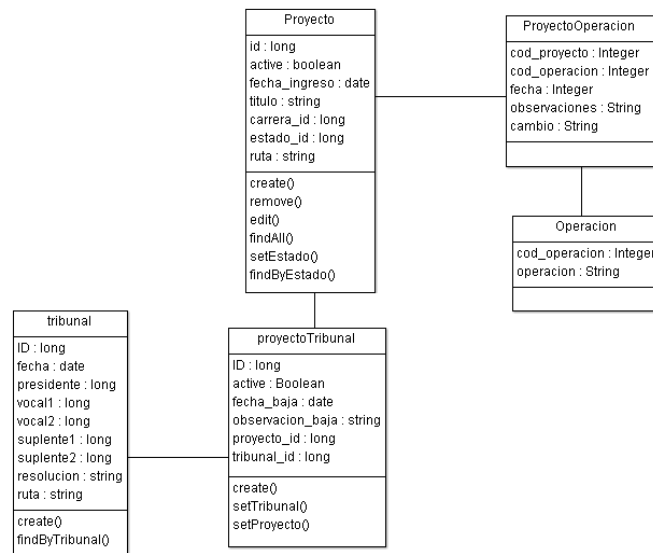 Proyecto
id : long
active : boolean
fecha_ingreso : date
titulo : string
carrera_id : long
estado_id : long
ruta : string
create()
remove()
edit()
findAll()
setEstado()
findByEstado()
ProyectoOperacion
cod_proyecto : Integer
cod_operacion : Integer
fecha : Integer
observaciones : String
cambio : String
Operacion
cod_operacion : Integer
operacion : String
tribunal
ID : long
fecha : date
presidente : long
vocal1 : long
vocal2 : long
suplente1 : long
suplente2 : long
resolucion : string
ruta : string
create()
findByTribunal()
proyectoTribunal
ID : long
active : Boolean
fecha_baja : date
observacion_baja : string
proyecto_id : long
tribunal_id : long
create()
setTribunal()
setProyecto()